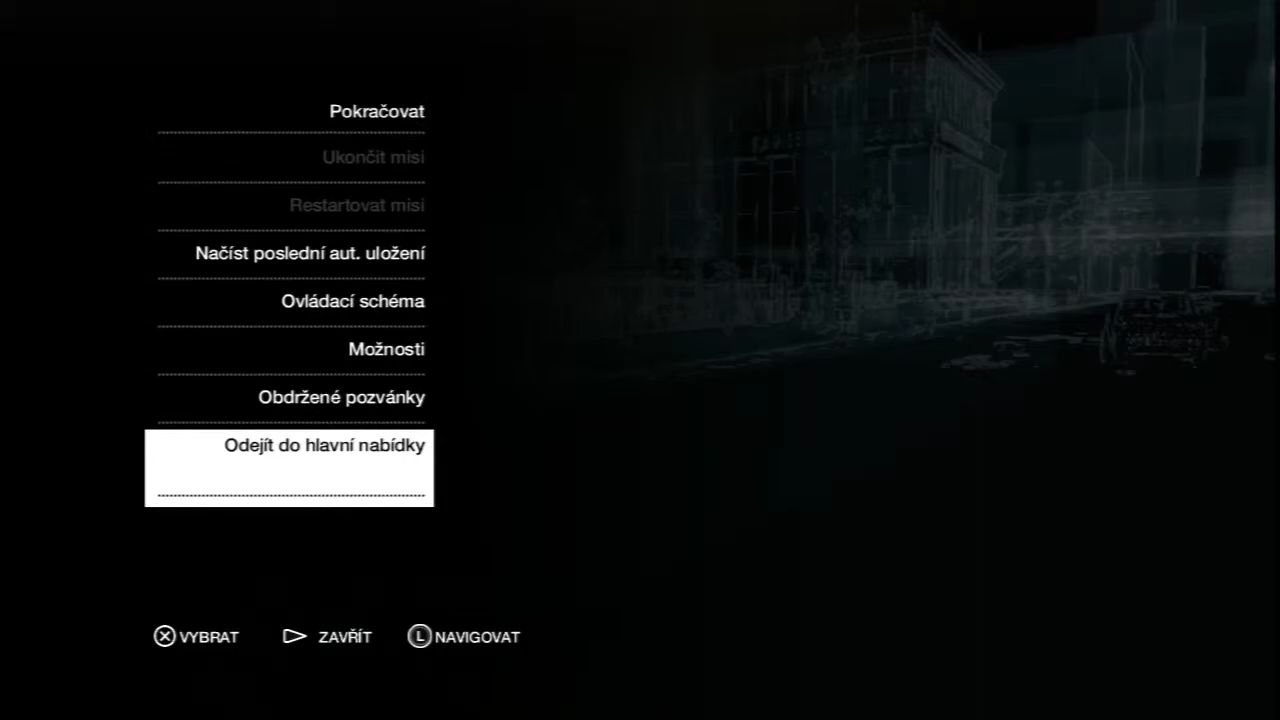 Pokračovat
Ukončit misi
Restartovat misi
Načíst poslední aut. uložení
Ovládací schéma
Možnosti
Obdržené pozvánky
Odejít do hlavní nabídky
VYBRAT ZAVŘÍT L NAVIGOVAT